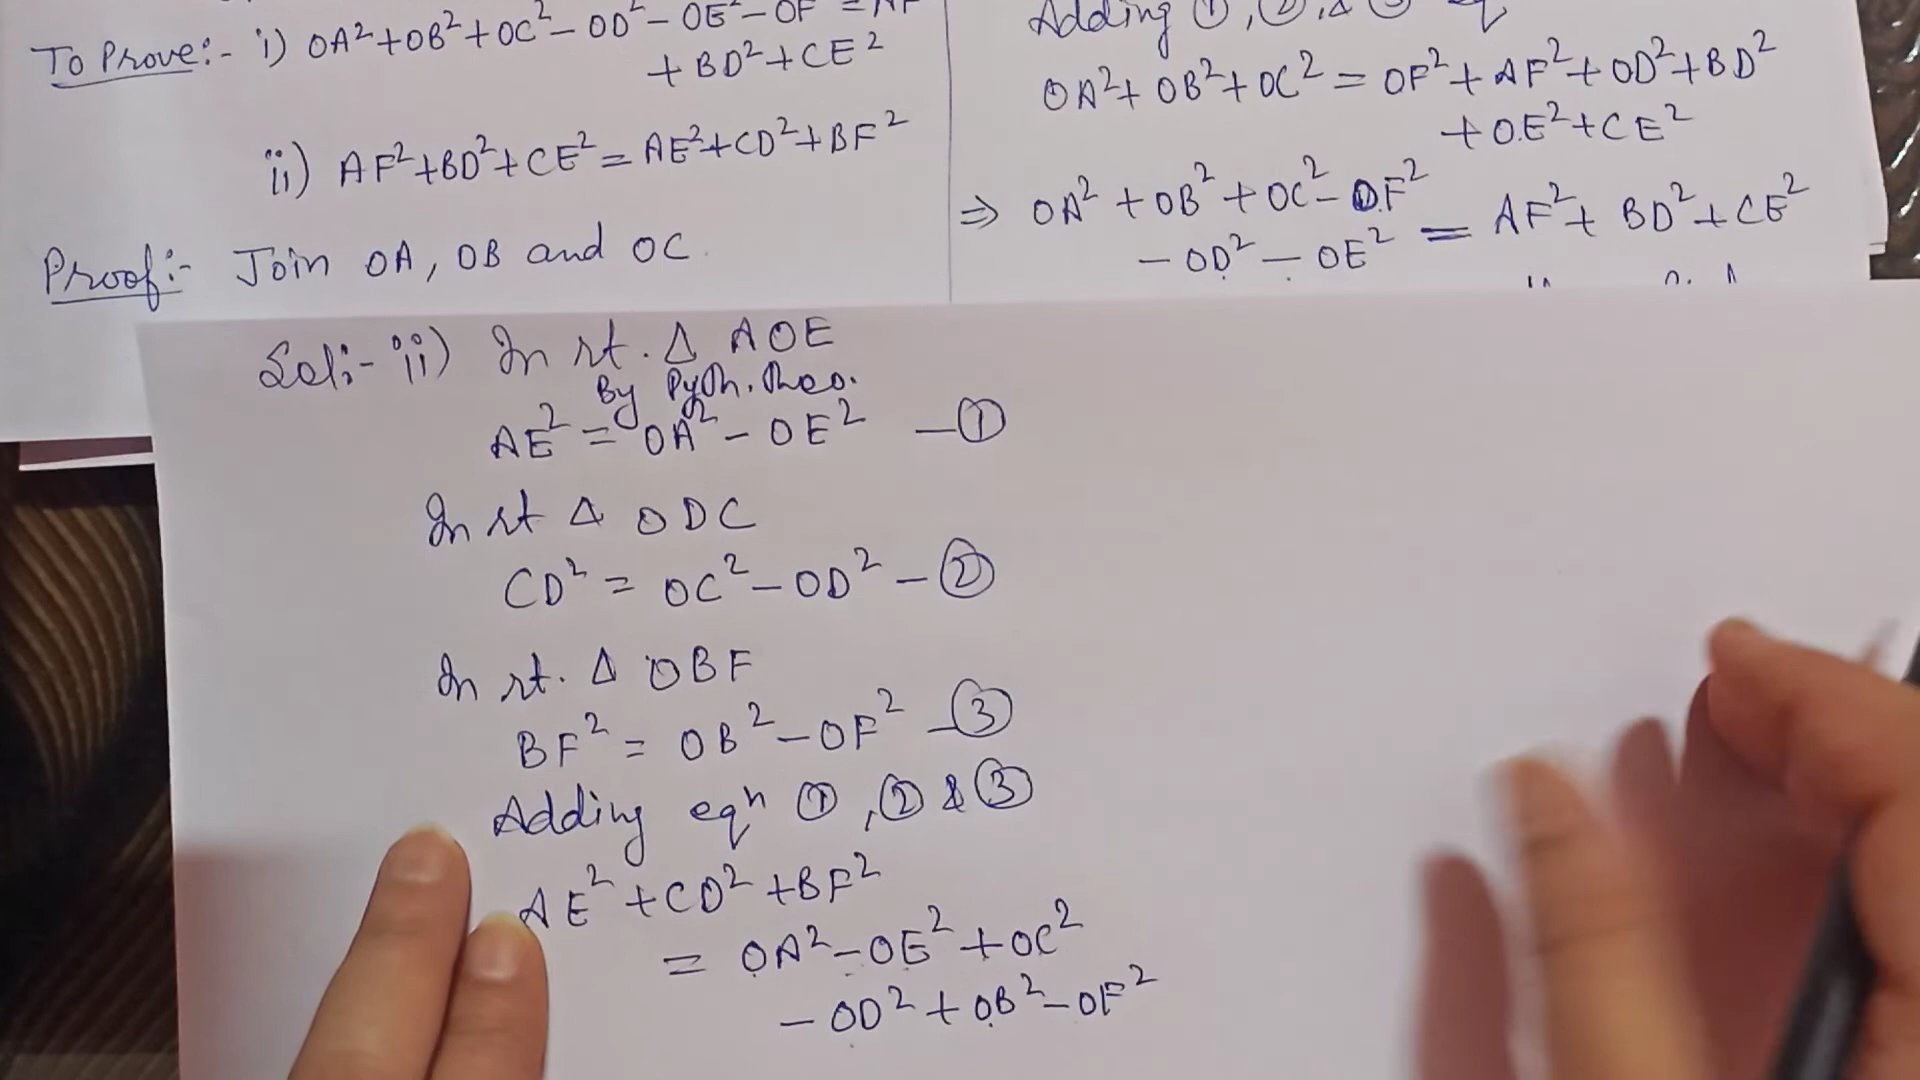 To Prove:- i) OA²+OB²+OC²-OD²-OE²-OF²=AF²
+BD²+CE²
ii) AF²+BD²+CE²=AE²+CD²+BF²
Proof:- Join OA, OB and OC.
Adding ①, ②, & ③ eq
OA²+OB²+OC²=OF²+AF²+OD²+BD²
+OE²+CE²
⇒ OA²+OB²+OC²-OF²
-OD²-OE² = AF²+BD²+CE²
Sol:- ii) In rt. Δ AOE
By Pyth. theo.
AE²=OA²-OE² -①
In rt Δ ODC
CD²=OC²-OD² -②
In rt. Δ OBF
BF²=OB²-OF² -③
Adding eqⁿ ①, ② & ③
AE²+CD²+BF²
= OA²-OE²+OC²
-OD²+OB²-OF²